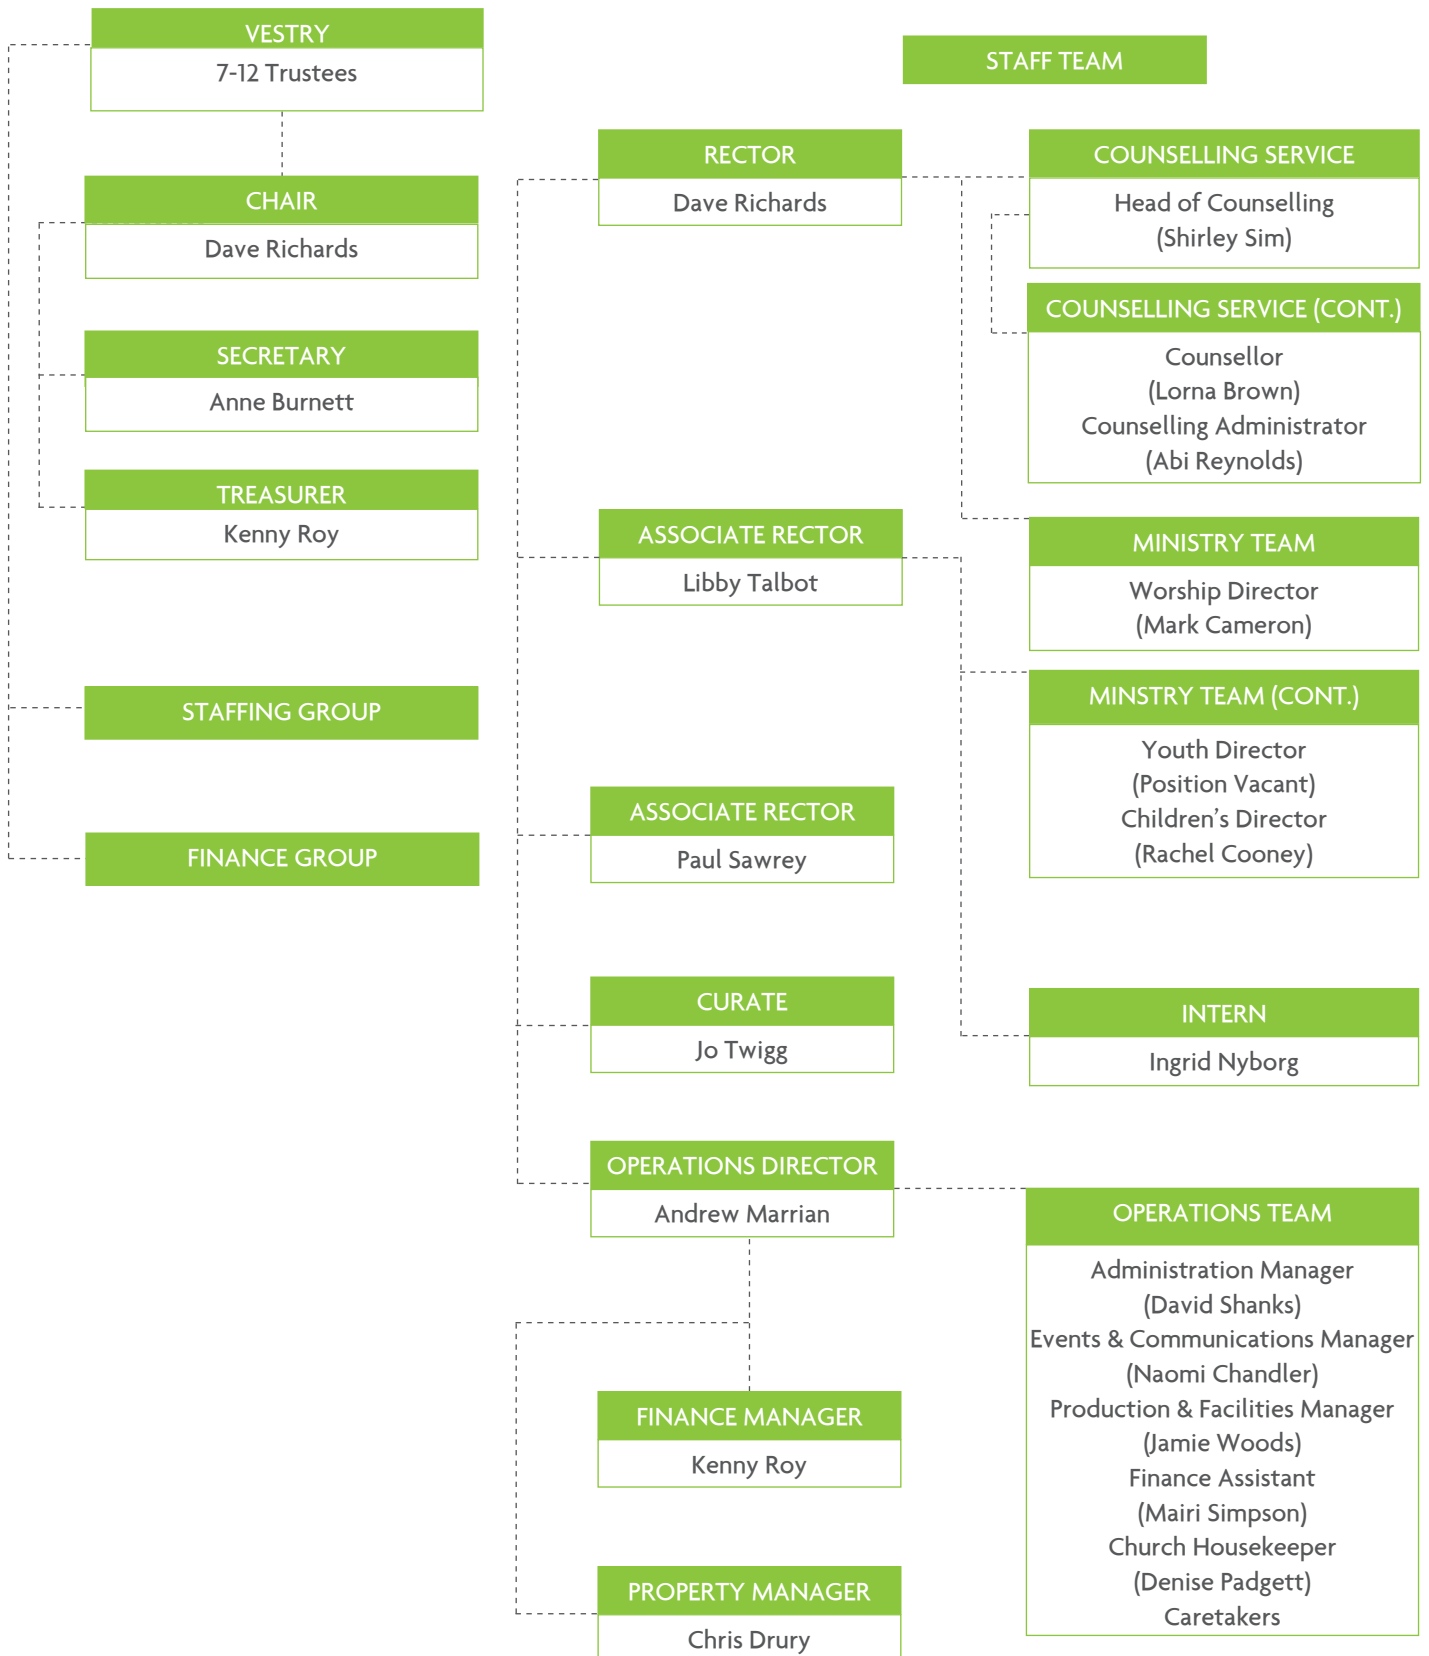 VESTRY
7-12 Trustees
CHAIR
Dave Richards
SECRETARY
Anne Burnett
TREASURER
Kenny Roy
STAFFING GROUP
FINANCE GROUP
STAFF TEAM
RECTOR
Dave Richards
ASSOCIATE RECTOR
Libby Talbot
ASSOCIATE RECTOR
Paul Sawrey
CURATE
Jo Twigg
OPERATIONS DIRECTOR
Andrew Marrian
FINANCE MANAGER
Kenny Roy
PROPERTY MANAGER
Chris Drury
COUNSELLING SERVICE
Head of Counselling
(Shirley Sim)
COUNSELLING SERVICE (CONT.)
Counsellor
(Lorna Brown)
Counselling Administrator
(Abi Reynolds)
MINISTRY TEAM
Worship Director
(Mark Cameron)
MINSTRY TEAM (CONT.)
Youth Director
(Position Vacant)
Children’s Director
(Rachel Cooney)
INTERN
Ingrid Nyborg
OPERATIONS TEAM
Administration Manager
(David Shanks)
Events & Communications Manager
(Naomi Chandler)
Production & Facilities Manager
(Jamie Woods)
Finance Assistant
(Mairi Simpson)
Church Housekeeper
(Denise Padgett)
Caretakers